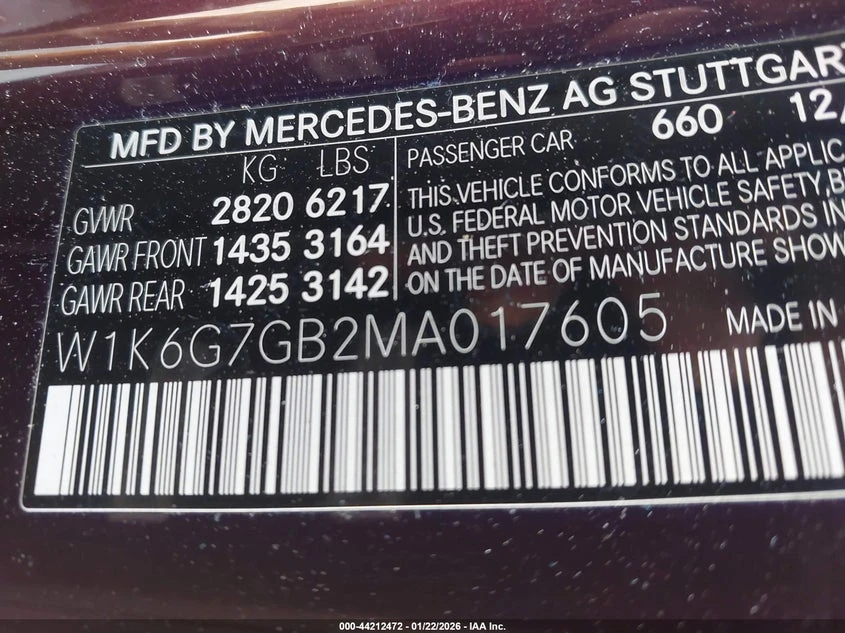 MFD BY MERCEDES-BENZ AG STUTTGART
KG LBS
GVWR 2820 6217
GAWR FRONT 1435 3164
GAWR REAR 1425 3142
660 12/
PASSENGER CAR
THIS VEHICLE CONFORMS TO ALL APPLIC
U.S. FEDERAL MOTOR VEHICLE SAFETY, B
AND THEFT PREVENTION STANDARDS IN
ON THE DATE OF MANUFACTURE SHOW
W1K6G7GB2MA017605 MADE IN
000-44212472 - 01/22/2026 - IAA Inc.